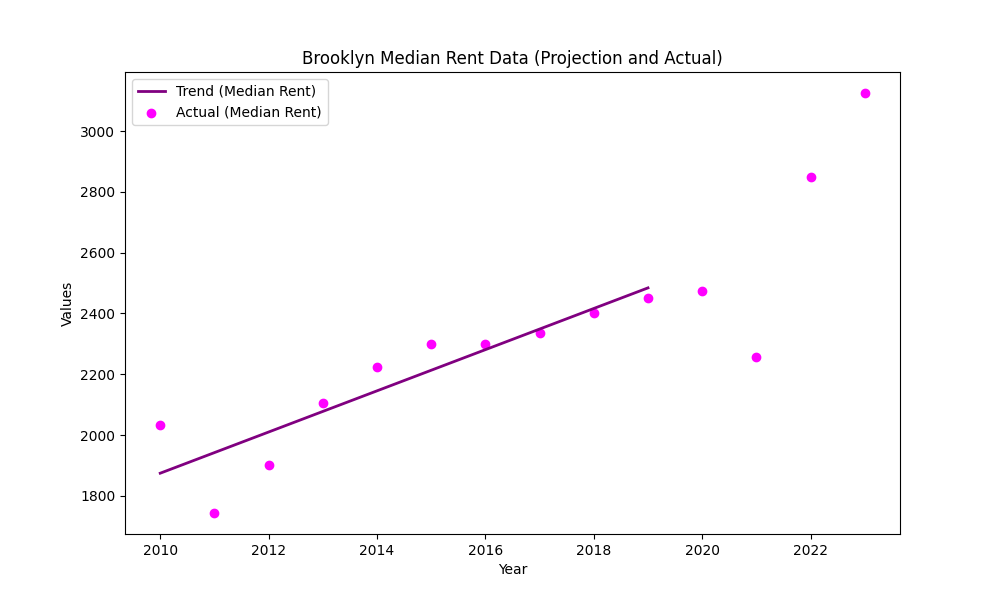 Brooklyn Median Rent Data (Projection and Actual)
Trend (Median Rent)
Actual (Median Rent)
3000
2800
2600
2400
2200
2000
1800
Values
2010 2012 2014 2016 2018 2020 2022
Year